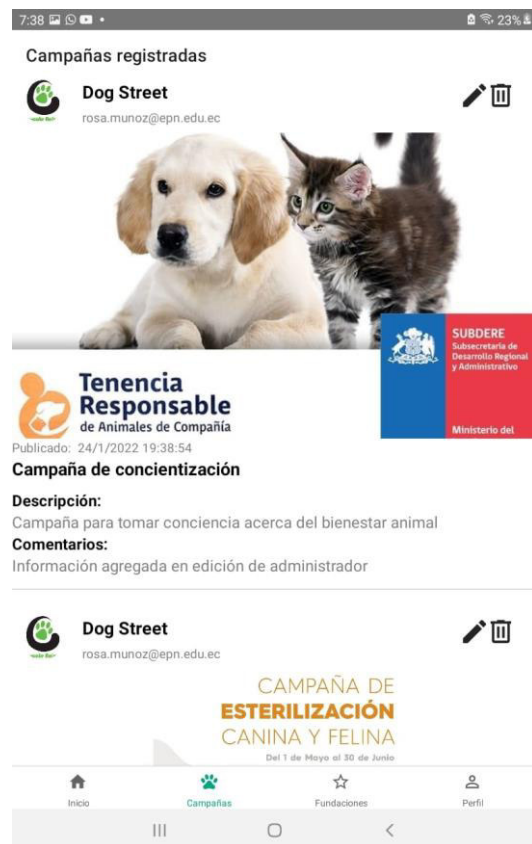 7:38
23%
Campañas registradas
Dog Street
rosa.munoz@epn.edu.ec
SUBDERE
Subsecretaría de
Desarrollo Regional
y Administrativo
Ministerio del
Tenencia
Responsable
de Animales de Compañía
Publicado: 24/1/2022 19:38:54
Campaña de concientización
Descripción:
Campaña para tomar conciencia acerca del bienestar animal
Comentarios:
Información agregada en edición de administrador
Dog Street
rosa.munoz@epn.edu.ec
CAMPAÑA DE
ESTERILIZACIÓN
CANINA Y FELINA
Del 1 de Mayo al 30 de Junio
Inicio
Campañas
Fundaciones
Perfil